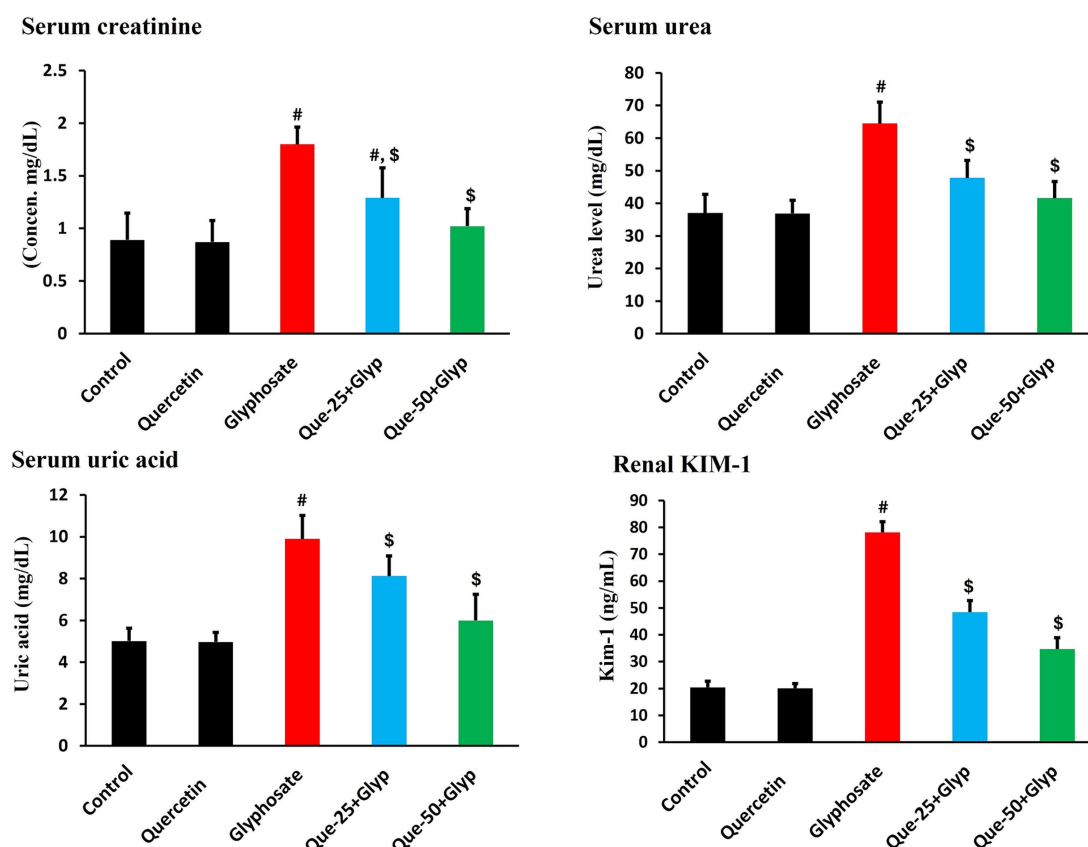 Serum creatinine
(Concen. mg/dL)
2.5
2
1.5
1
0.5
0
#
#, $
$
Control
Quercetin
Glyphosate
Que-25+Glyp
Que-50+Glyp
Serum urea
Urea level (mg/dL)
80
70
60
50
40
30
20
10
0
#
$
$
Control
Quercetin
Glyphosate
Que-25+Glyp
Que-50+Glyp
Serum uric acid
Uric acid (mg/dL)
12
10
8
6
4
2
0
#
$
$
Control
Quercetin
Glyphosate
Que-25+Glyp
Que-50+Glyp
Renal KIM-1
Kim-1 (ng/mL)
90
80
70
60
50
40
30
20
10
0
#
$
$
Control
Quercetin
Glyphosate
Que-25+Glyp
Que-50+Glyp